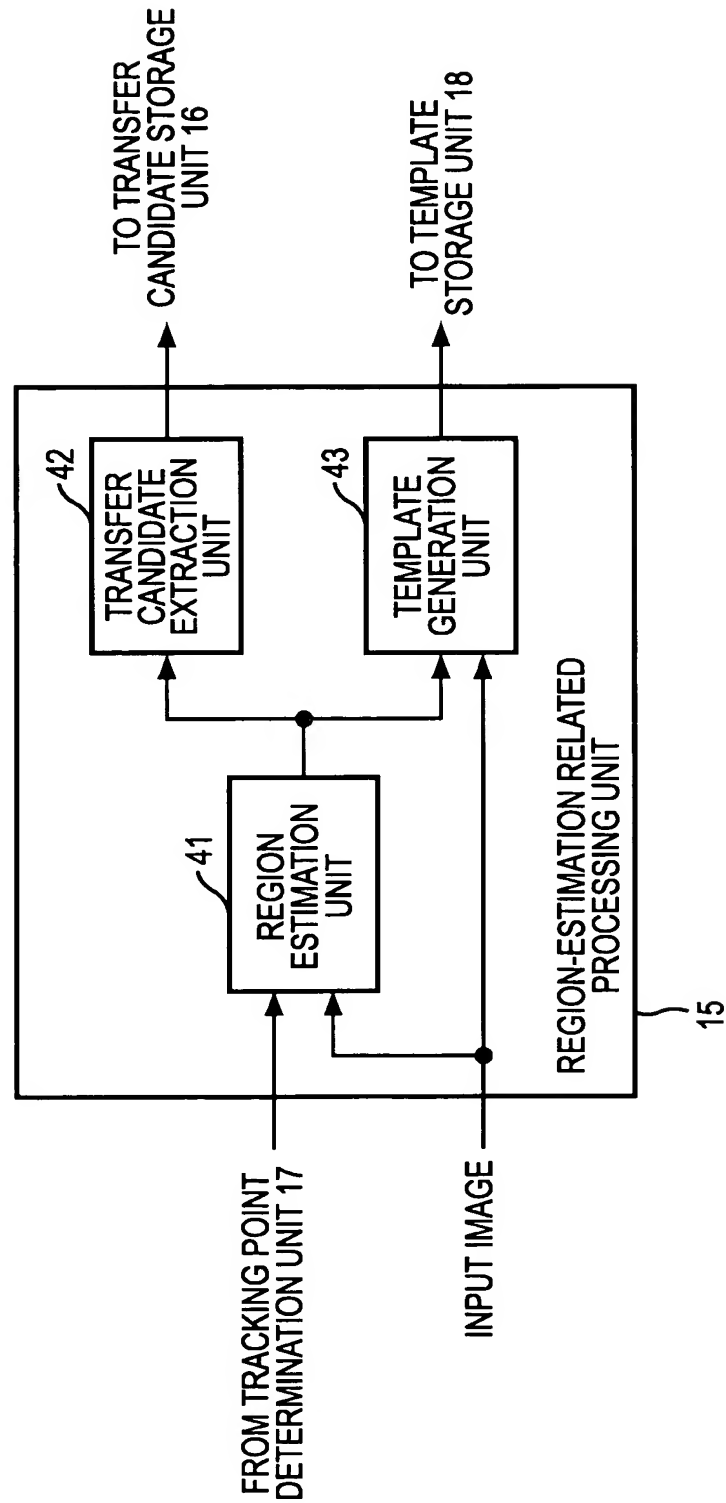 FROM TRACKING POINT
DETERMINATION UNIT 17
INPUT IMAGE
41
REGION
ESTIMATION
UNIT
42
TRANSFER
CANDIDATE
EXTRACTION
UNIT
43
TEMPLATE
GENERATION
UNIT
REGION-ESTIMATION RELATED
PROCESSING UNIT
15
TO TRANSFER
CANDIDATE STORAGE
UNIT 16
TO TEMPLATE
STORAGE UNIT 18